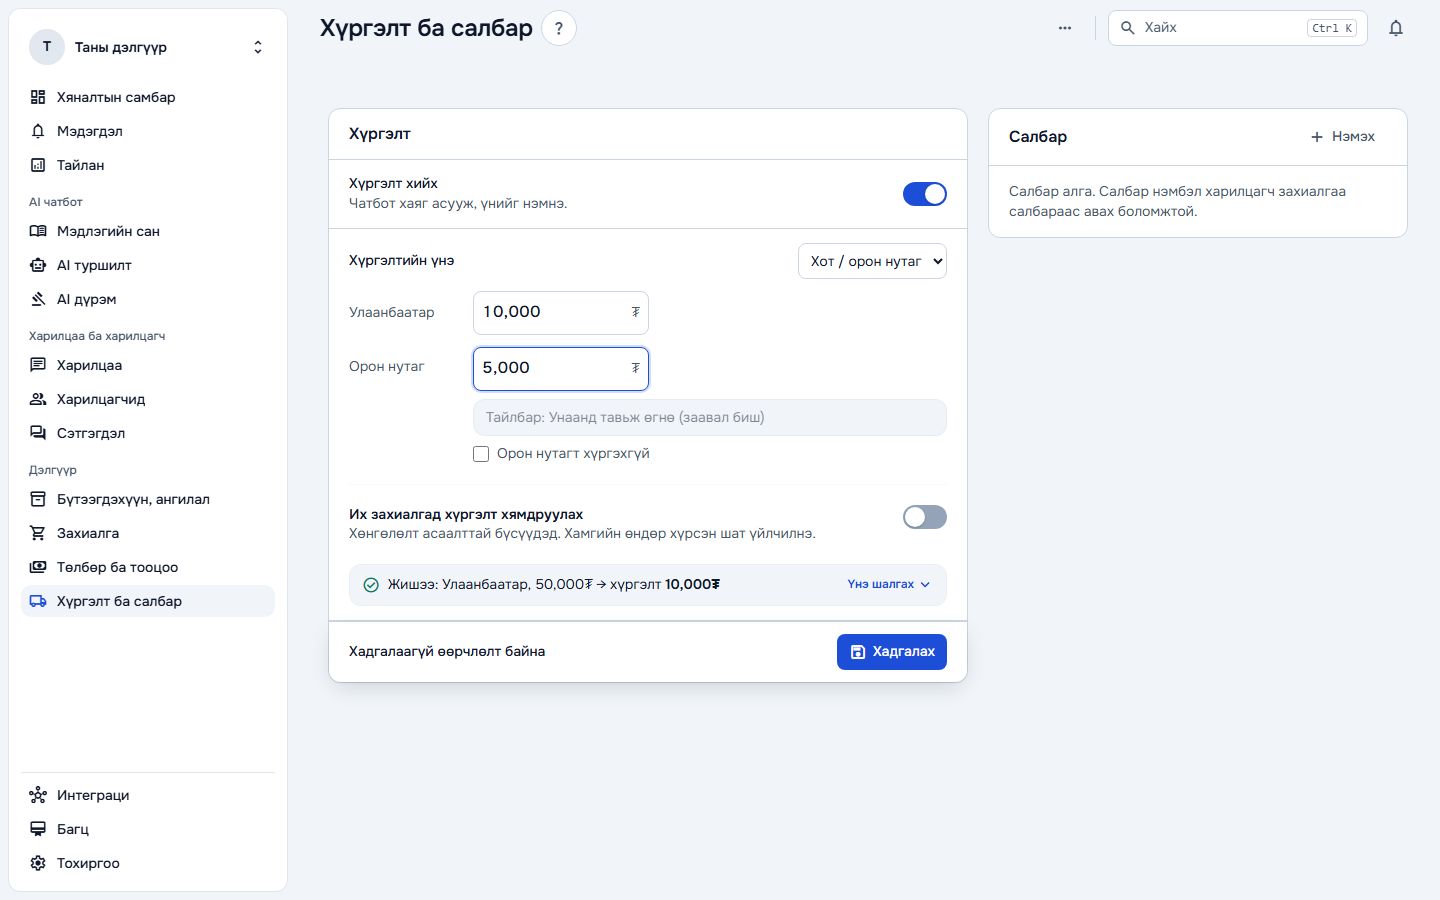 Т Таны дэлгүүр
Хяналтын самбар
Мэдэгдэл
Тайлан
AI чатбот
Мэдлэгийн сан
AI туршилт
AI дүрэм
Харилцаа ба харилцагч
Харилцаа
Харилцагчид
Сэтгэгдэл
Дэлгүүр
Бүтээгдэхүүн, ангилал
Захиалга
Төлбөр ба тооцоо
Хүргэлт ба салбар
Интеграци
Багц
Тохиргоо
Хүргэлт ба салбар ?
Хайх Ctrl K
Хүргэлт
Хүргэлт хийх
Чатбот хаяг асууж, үнийг нэмнэ.
Хүргэлтийн үнэ Хот / орон нутаг
Улаанбаатар 10,000 ₮
Орон нутаг 5,000 ₮
Тайлбар: Унаанд тавьж өгнө (заавал биш)
Орон нутагт хүргэхгүй
Их захиалгад хүргэлт хямдруулах
Хөнгөлөлт асаалттай бүсүүдэд. Хамгийн өндөр хүрсэн шат үйлчилнэ.
Жишээ: Улаанбаатар, 50,000₮ → хүргэлт 10,000₮ Үнэ шалгах
Хадгалаагүй өөрчлөлт байна Хадгалах
Салбар + Нэмэх
Салбар алга. Салбар нэмбэл харилцагч захиалгаа
салбараас авах боломжтой.